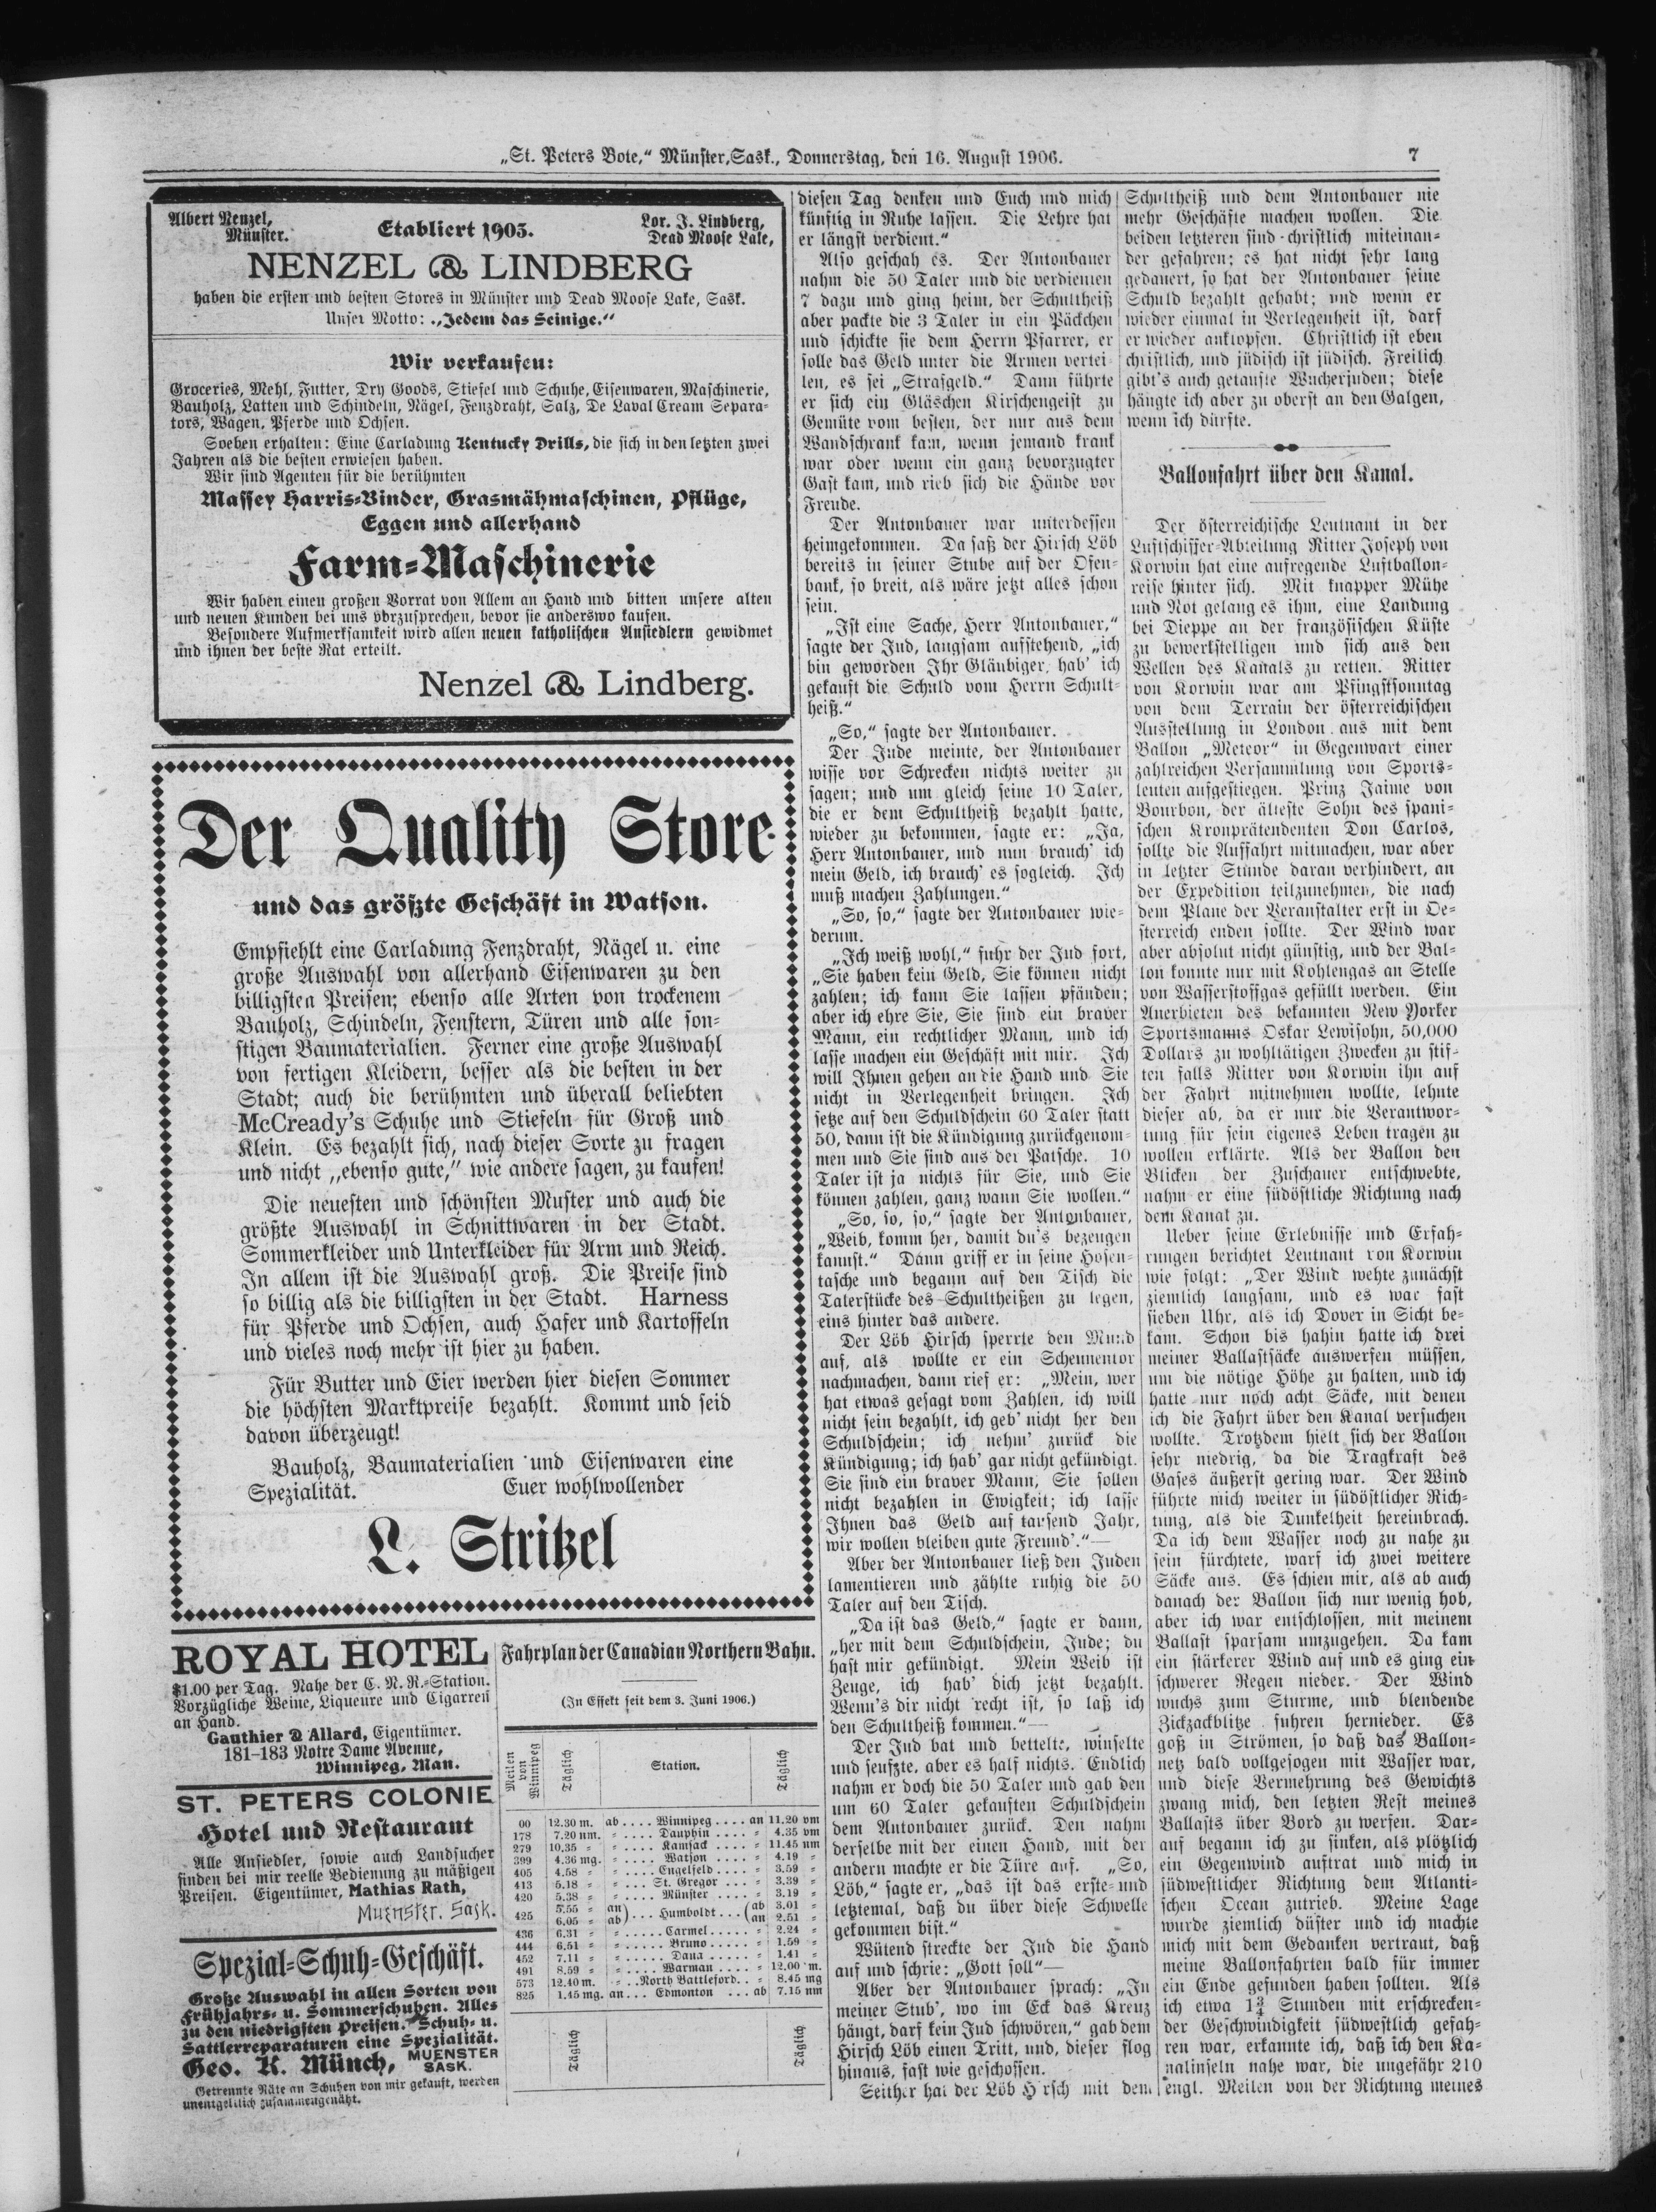 „St. Peters Bote,“ Münster, Sask., Donnerstag, den 16. August 1906.
7
Albert Nenzel,
Münster.
Etabliert 1903.
Lor. J. Lindberg,
Dead Moose Lake,
NENZEL & LINDBERG
haben die ersten und besten Stores in Münster und Dead Moose Lake, Sask.
Unser Motto: „Jedem das Seinige.“
Wir verkaufen:
Groceries, Mehl, Futter, Dry Goods, Stiefel und Schuhe, Eisenwaren, Maschinerie,
Bauholz, Latten und Schindeln, Nägel, Fenzdraht, Salz, De Laval Cream Separa-
tors, Wagen, Pferde und Ochsen.
Soeben erhalten: Eine Carladung Kentucky Drills, die sich in den letzten zwei
Jahren als die besten erwiesen haben.
Wir sind Agenten für die berühmten
Massey Harris-Binder, Grasmähmaschinen, Pflüge,
Eggen und allerhand
Farm-Maschinerie
Wir haben einen großen Vorrat von Allem an Hand und bitten unsere alten
und neuen Kunden bei uns vorzusprechen, bevor sie anderswo kaufen.
Besondere Aufmerksamkeit wird allen neuen katholischen Ansiedlern gewidmet
und ihnen der beste Rat erteilt.
Nenzel & Lindberg.
Der Quality Store
und das größte Geschäft in Watson.
Empfiehlt eine Carladung Fenzdraht, Nägel u. eine
große Auswahl von allerhand Eisenwaren zu den
billigsten Preisen; ebenso alle Arten von trockenem
Bauholz, Schindeln, Fenstern, Türen und alle son-
stigen Baumaterialien. Ferner eine große Auswahl
von fertigen Kleidern, besser als die besten in der
Stadt; auch die berühmten und überall beliebten
McCready's Schuhe und Stiefeln für Groß und
Klein. Es bezahlt sich, nach dieser Sorte zu fragen
und nicht „ebenso gute,“ wie andere sagen, zu kaufen!
Die neuesten und schönsten Muster und auch die
größte Auswahl in Schnittwaren in der Stadt.
Sommerkleider und Unterkleider für Arm und Reich.
In allem ist die Auswahl groß. Die Preise sind
so billig als die billigsten in der Stadt. Harness
für Pferde und Ochsen, auch Hafer und Kartoffeln
und vieles noch mehr ist hier zu haben.
Für Butter und Eier werden hier diesen Sommer
die höchsten Marktpreise bezahlt. Kommt und seid
davon überzeugt!
Bauholz, Baumaterialien und Eisenwaren eine
Spezialität. Euer wohlwollender
L. Stritzel
ROYAL HOTEL
$1.00 per Tag. Nahe der C. N. R.-Station.
Vorzügliche Weine, Liqueure und Cigarren
an Hand.
Gauthier & Allard, Eigentümer.
181–183 Notre Dame Avenue,
Winnipeg, Man.
ST. PETERS COLONIE
Hotel und Restaurant
Alle Ansiedler, sowie auch Landsucher
finden bei mir reelle Bedienung zu mäßigen
Preisen. Eigentümer, Mathias Rath,
Muenster, Sask.
Spezial-Schuh-Geschäft.
Große Auswahl in allen Sorten von
Frühjahrs- u. Sommerschuhen. Alles
zu den niedrigsten Preisen. Schuh- u.
Sattlerreparaturen eine Spezialität.
Geo. K. Münch, MUENSTER
SASK.
Getrennte Näte an Schuhen von mir gekauft, werden
unentgeltlich zusammengenäht.
Fahrplan der Canadian Northern Bahn.
(In Effekt seit dem 3. Juni 1906.)
Meilen von Winnipeg | Täglich | Station. | Täglich
00 12.30 m. ab .... Winnipeg .... an 11.20 vm
178 7.20 nm. " .... Dauphin .... " 4.35 vm
279 10.35 " " .... Kamsack .... " 11.45 nm
399 4.36 mg. " .... Watson .... " 4.19 "
405 4.58 " " .... Engelfeld .... " 3.59 "
413 5.18 " " .... St. Gregor ... " 3.39 "
420 5.38 " " .... Münster .... " 3.19 "
425 5.55 " an) ... Humboldt ... (ab 3.01 "
6.05 " ab) (an 2.51 "
436 6.31 " " ..... Carmel ..... " 2.24 "
444 6.51 " " ..... Bruno ..... " 1.59 "
452 7.11 " " ..... Dana ..... " 1.41 "
491 8.59 " " ..... Warman .... " 12.00 m.
573 12.40 m. " .. North Battleford .. " 8.45 mg
825 1.45 mg. an ... Edmonton ... ab 7.15 nm
Täglich
Täglich
diesen Tag denken und Euch und mich
künftig in Ruhe lassen. Die Lehre hat
er längst verdient.“
Also geschah es. Der Antonbauer
nahm die 50 Taler und die verdienten
7 dazu und ging heim, der Schultheiß
aber packte die 3 Taler in ein Päckchen
und schickte sie dem Herrn Pfarrer, er
solle das Geld unter die Armen vertei-
len, es sei „Strafgeld.“ Dann führte
er sich ein Gläschen Kirschengeist zu
Gemüte vom besten, der nur aus dem
Wandschrank kam, wenn jemand krank
war oder wenn ein ganz bevorzugter
Gast kam, und rieb sich die Hände vor
Freude.
Der Antonbauer war unterdessen
heimgekommen. Da saß der Hirsch Löb
bereits in seiner Stube auf der Ofen-
bank, so breit, als wäre jetzt alles schon
sein.
„Ist eine Sache, Herr Antonbauer,“
sagte der Jud, langsam aufstehend, „ich
bin geworden Ihr Gläubiger, hab' ich
gekauft die Schuld vom Herrn Schult-
heiß.“
„So,“ sagte der Antonbauer.
Der Jude meinte, der Antonbauer
wisse vor Schrecken nichts weiter zu
sagen; und um gleich seine 10 Taler,
die er dem Schultheiß bezahlt hatte,
wieder zu bekommen, sagte er: „Ja,
Herr Antonbauer, und nun brauch' ich
mein Geld, ich brauch' es sogleich. Ich
muß machen Zahlungen.“
„So, so,“ sagte der Antonbauer wie-
derum.
„Ich weiß wohl,“ fuhr der Jud fort,
„Sie haben kein Geld, Sie können nicht
zahlen; ich kann Sie lassen pfänden;
aber ich ehre Sie, Sie sind ein braver
Mann, ein rechtlicher Mann, und ich
lasse machen ein Geschäft mit mir. Ich
will Ihnen gehen an die Hand und Sie
nicht in Verlegenheit bringen. Ich
setze auf den Schuldschein 60 Taler statt
50, dann ist die Kündigung zurückgenom-
men und Sie sind aus der Patsche. 10
Taler ist ja nichts für Sie, und Sie
können zahlen, ganz wann Sie wollen.“
„So, so, so,“ sagte der Antonbauer,
„Weib, komm her, damit du's bezeugen
kannst.“ Dann griff er in seine Hosen-
tasche und begann auf den Tisch die
Talerstücke des Schultheißen zu legen,
eins hinter das andere.
Der Löb Hirsch sperrte den Mund
auf, als wollte er ein Scheunentor
nachmachen, dann rief er: „Mein, wer
hat etwas gesagt vom Zahlen, ich will
nicht sein bezahlt, ich geb' nicht her den
Schuldschein; ich nehm' zurück die
Kündigung; ich hab' gar nicht gekündigt.
Sie sind ein braver Mann, Sie sollen
nicht bezahlen in Ewigkeit; ich lasse
Ihnen das Geld auf tausend Jahr,
wir wollen bleiben gute Freund'.“—
Aber der Antonbauer ließ den Juden
lamentieren und zählte ruhig die 50
Taler auf den Tisch.
„Da ist das Geld,“ sagte er dann,
„her mit dem Schuldschein, Jude; du
hast mir gekündigt. Mein Weib ist
Zeuge, ich hab' dich jetzt bezahlt.
Wenn's dir nicht recht ist, so laß ich
den Schultheiß kommen.“—
Der Jud bat und bettelte, winselte
und seufzte, aber es half nichts. Endlich
nahm er doch die 50 Taler und gab den
um 60 Taler gekauften Schuldschein
dem Antonbauer zurück. Den nahm
derselbe mit der einen Hand, mit der
andern machte er die Türe auf. „So,
Löb,“ sagte er, „das ist das erste- und
letztemal, daß du über diese Schwelle
gekommen bist.“
Wütend streckte der Jud die Hand
auf und schrie: „Gott soll“—
Aber der Antonbauer sprach: „In
meiner Stub', wo im Eck das Kreuz
hängt, darf kein Jud schwören,“ gab dem
Hirsch Löb einen Tritt, und, dieser flog
hinaus, fast wie geschossen.
Seither hat der Löb Hirsch mit dem
Schultheiß und dem Antonbauer nie
mehr Geschäfte machen wollen. Die
beiden letzteren sind christlich miteinan-
der gefahren; es hat nicht sehr lang
gedauert, so hat der Antonbauer seine
Schuld bezahlt gehabt; und wenn er
wieder einmal in Verlegenheit ist, darf
er wieder anklopfen. Christlich ist eben
christlich, und jüdisch ist jüdisch. Freilich
gibt's auch getaufte Wucherjuden; diese
hängte ich aber zu oberst an den Galgen,
wenn ich dürfte.
Ballonfahrt über den Kanal.
Der österreichische Leutnant in der
Luftschiffer-Abteilung Ritter Joseph von
Korwin hat eine aufregende Luftballon-
reise hinter sich. Mit knapper Mühe
und Not gelang es ihm, eine Landung
bei Dieppe an der französischen Küste
zu bewerkstelligen und sich aus den
Wellen des Kanals zu retten. Ritter
von Korwin war am Pfingstsonntag
von dem Terrain der österreichischen
Ausstellung in London aus mit dem
Ballon „Meteor“ in Gegenwart einer
zahlreichen Versammlung von Sports-
leuten aufgestiegen. Prinz Jaime von
Bourbon, der älteste Sohn des spani-
schen Kronprätendenten Don Carlos,
sollte die Auffahrt mitmachen, war aber
in letzter Stunde daran verhindert, an
der Expedition teilzunehmen, die nach
dem Plane der Veranstalter erst in Oe-
sterreich enden sollte. Der Wind war
aber absolut nicht günstig, und der Bal-
lon konnte nur mit Kohlengas an Stelle
von Wasserstoffgas gefüllt werden. Ein
Anerbieten des bekannten New Yorker
Sportsmanns Oskar Lewisohn, 50,000
Dollars zu wohltätigen Zwecken zu stif-
ten falls Ritter von Korwin ihn auf
der Fahrt mitnehmen wollte, lehnte
dieser ab, da er nur die Verantwor-
tung für sein eigenes Leben tragen zu
wollen erklärte. Als der Ballon den
Blicken der Zuschauer entschwebte,
nahm er eine südöstliche Richtung nach
dem Kanal zu.
Ueber seine Erlebnisse und Erfah-
rungen berichtet Leutnant von Korwin
wie folgt: „Der Wind wehte zunächst
ziemlich langsam, und es war fast
sieben Uhr, als ich Dover in Sicht be-
kam. Schon bis hahin hatte ich drei
meiner Ballastsäcke auswerfen müssen,
um die nötige Höhe zu halten, und ich
hatte nur noch acht Säcke, mit denen
ich die Fahrt über den Kanal versuchen
wollte. Trotzdem hielt sich der Ballon
sehr niedrig, da die Tragkraft des
Gases äußerst gering war. Der Wind
führte mich weiter in südöstlicher Rich-
tung, als die Dunkelheit hereinbrach.
Da ich dem Wasser noch zu nahe zu
sein fürchtete, warf ich zwei weitere
Säcke aus. Es schien mir, als ab auch
danach der Ballon sich nur wenig hob,
aber ich war entschlossen, mit meinem
Ballast sparsam umzugehen. Da kam
ein stärkerer Wind auf und es ging ein
schwerer Regen nieder. Der Wind
wuchs zum Sturme, und blendende
Zickzackblitze fuhren hernieder. Es
goß in Strömen, so daß das Ballon-
netz bald vollgesogen mit Wasser war,
und diese Vermehrung des Gewichts
zwang mich, den letzten Rest meines
Ballasts über Bord zu werfen. Dar-
auf begann ich zu sinken, als plötzlich
ein Gegenwind auftrat und mich in
südwestlicher Richtung dem Atlanti-
schen Ocean zutrieb. Meine Lage
wurde ziemlich düster und ich machte
mich mit dem Gedanken vertraut, daß
meine Ballonfahrten bald für immer
ein Ende gefunden haben sollten. Als
ich etwa 1¾ Stunden mit erschrecken-
der Geschwindigkeit südwestlich gefah-
ren war, erkannte ich, daß ich den Ka-
nalinseln nahe war, die ungefähr 210
engl. Meilen von der Richtung meines